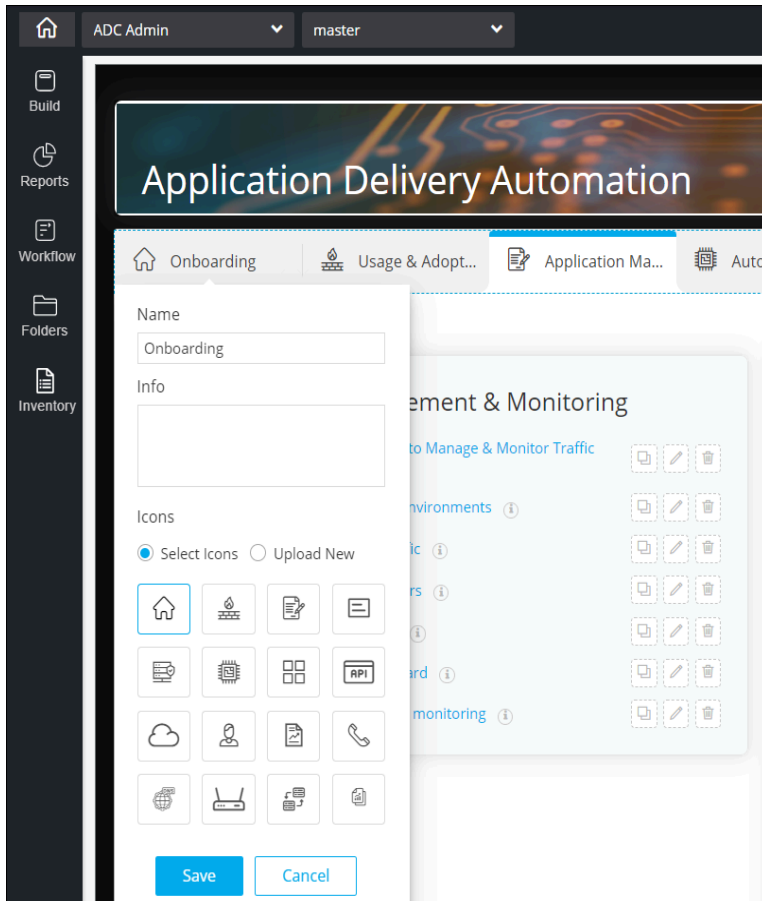 ADC Admin
master
Build
Reports
Workflow
Folders
Inventory
Application Delivery Automation
Onboarding
Usage & Adopt...
Application Ma...
Auto
Name
Onboarding
Info
Icons
Select Icons
Upload New
API
Save
Cancel
ement & Monitoring
to Manage & Monitor Traffic
nvironments
ic
rs
ard
monitoring